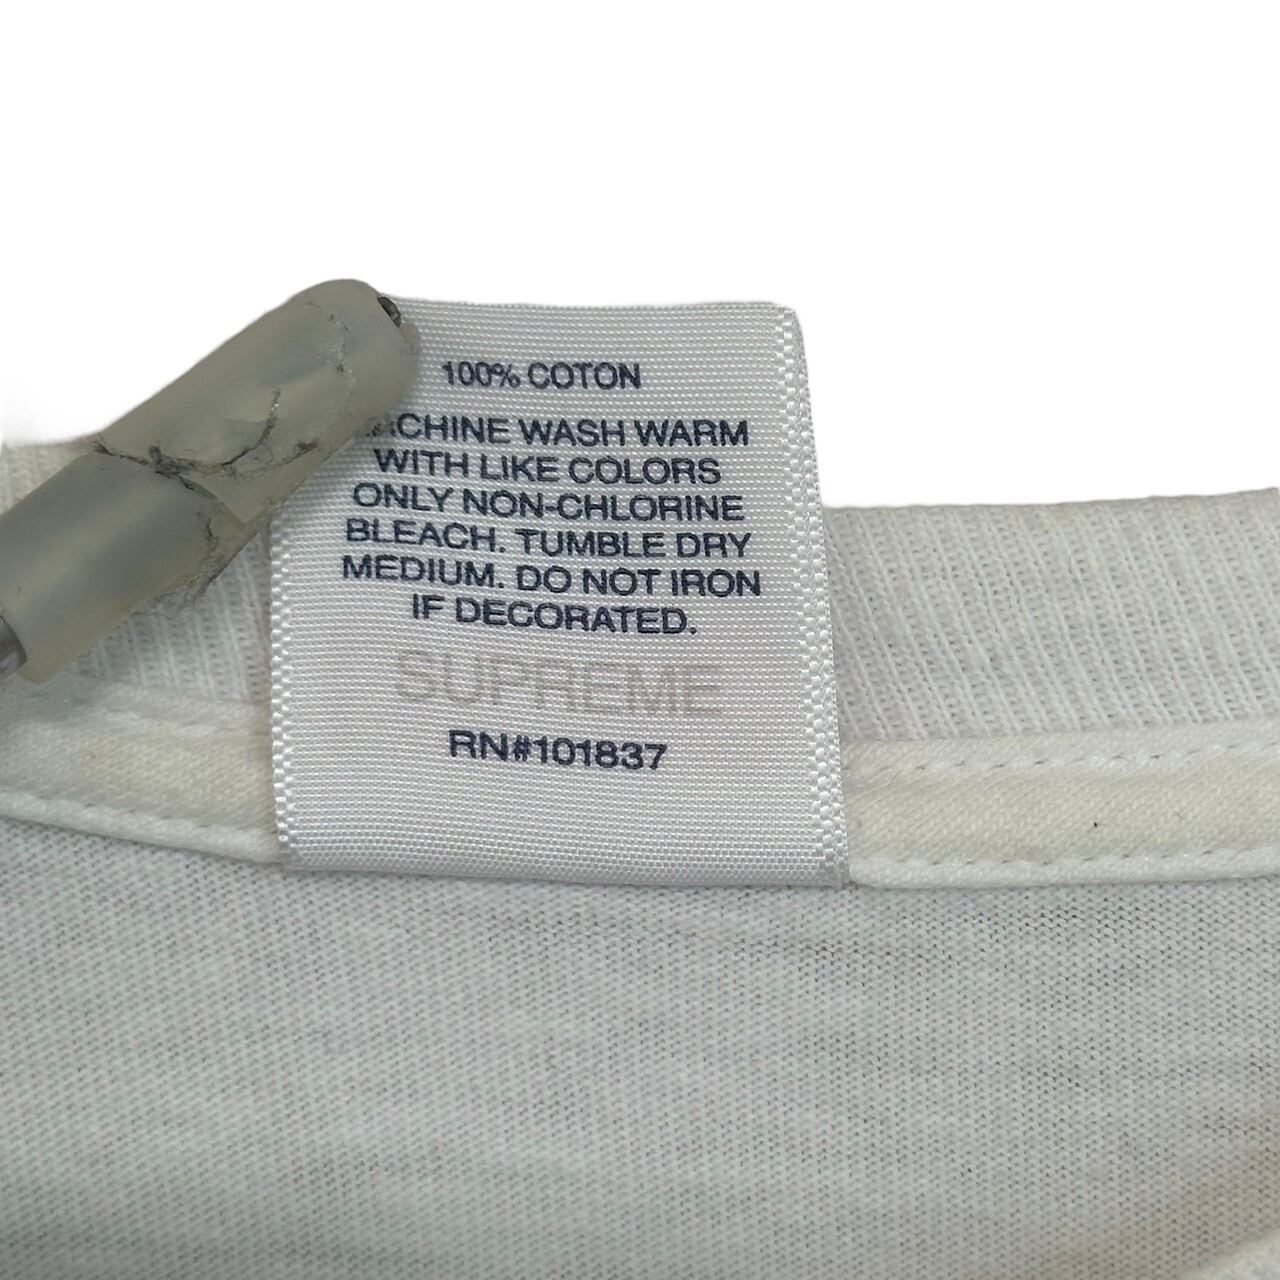 100% COTON
MACHINE WASH WARM
WITH LIKE COLORS
ONLY NON-CHLORINE
BLEACH. TUMBLE DRY
MEDIUM. DO NOT IRON
IF DECORATED.
SUPREME
RN#101837